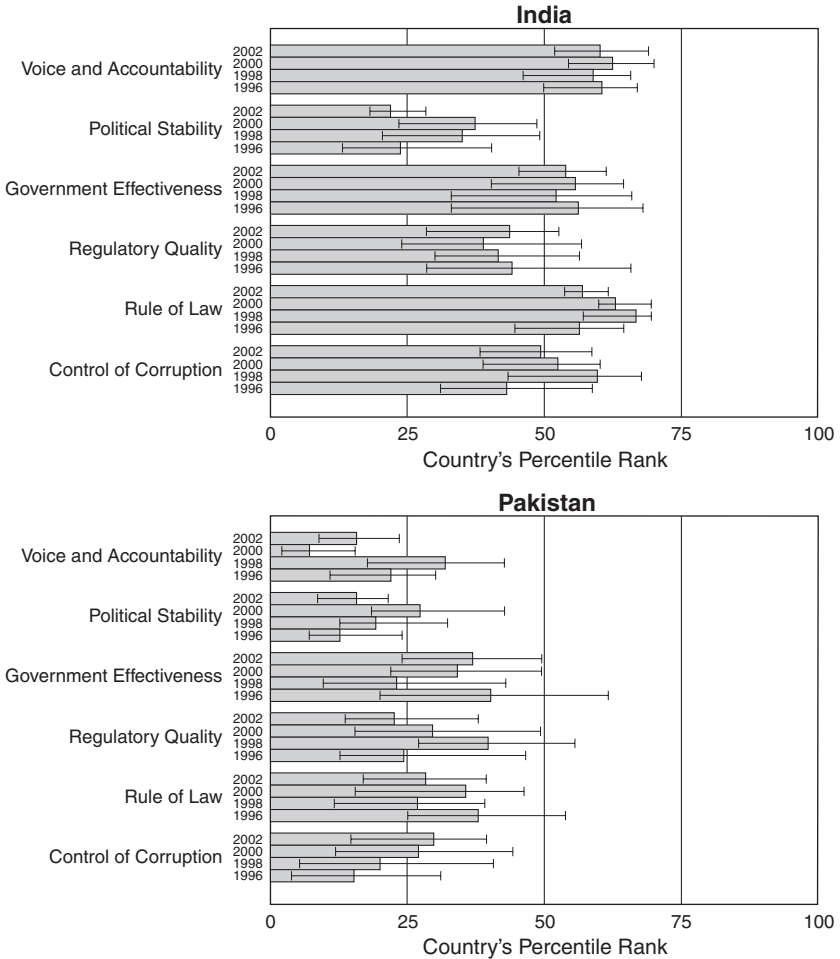 India
Voice and Accountability
2002
2000
1998
1996
Political Stability
2002
2000
1998
1996
Government Effectiveness
2002
2000
1998
1996
Regulatory Quality
2002
2000
1998
1996
Rule of Law
2002
2000
1998
1996
Control of Corruption
2002
2000
1998
1996
0 25 50 75 100
Country's Percentile Rank
Pakistan
Voice and Accountability
2002
2000
1998
1996
Political Stability
2002
2000
1998
1996
Government Effectiveness
2002
2000
1998
1996
Regulatory Quality
2002
2000
1998
1996
Rule of Law
2002
2000
1998
1996
Control of Corruption
2002
2000
1998
1996
0 25 50 75 100
Country's Percentile Rank